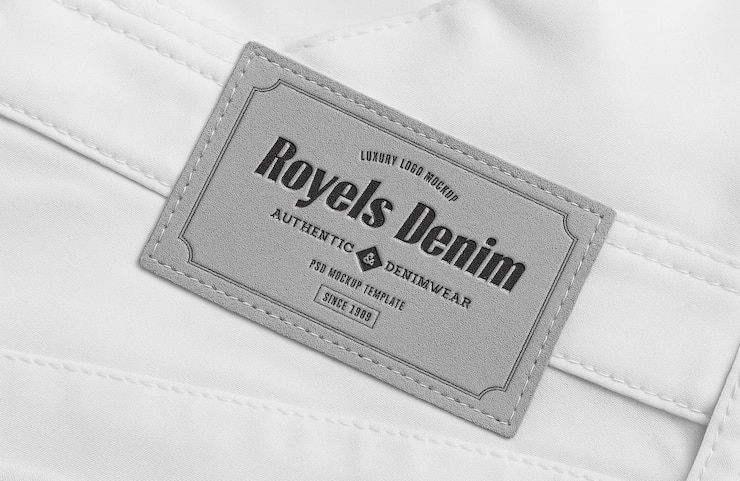 LUXURY LOGO MOCKUP
Royels Denim
AUTHENTIC & DENIMWEAR
PSD MOCKUP TEMPLATE
SINCE 1989